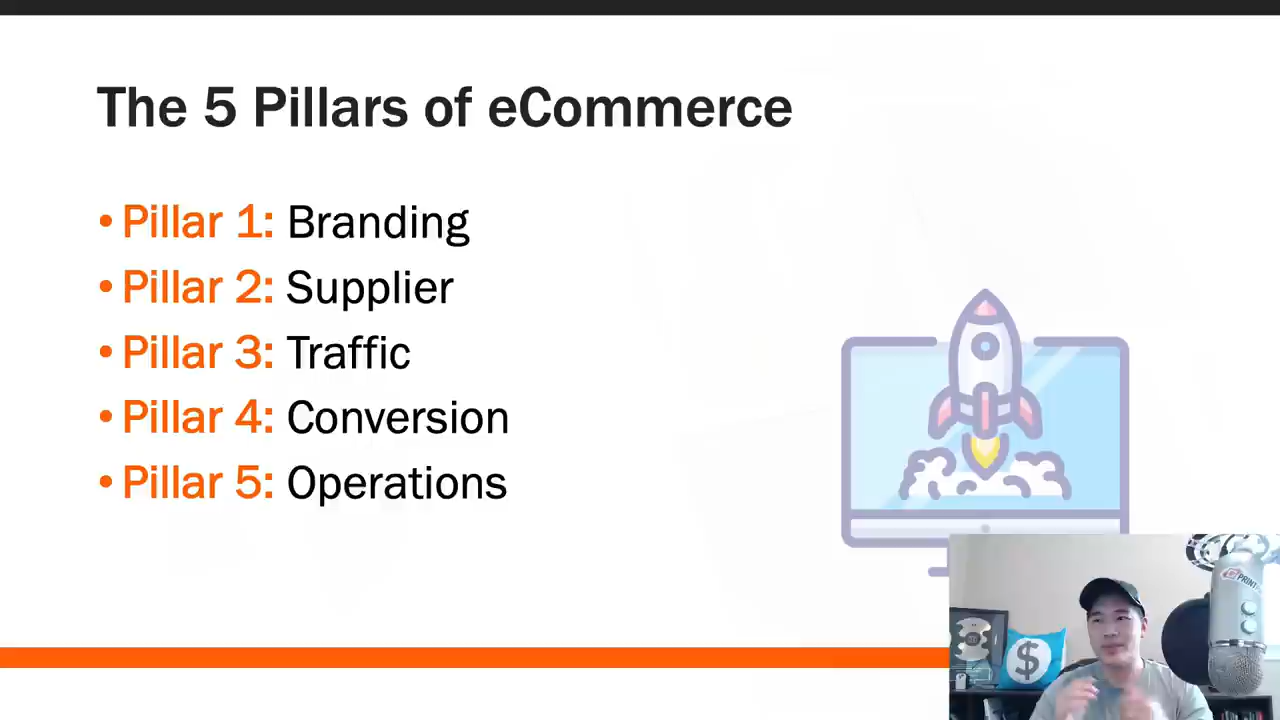 The 5 Pillars of eCommerce
• Pillar 1: Branding
• Pillar 2: Supplier
• Pillar 3: Traffic
• Pillar 4: Conversion
• Pillar 5: Operations
$